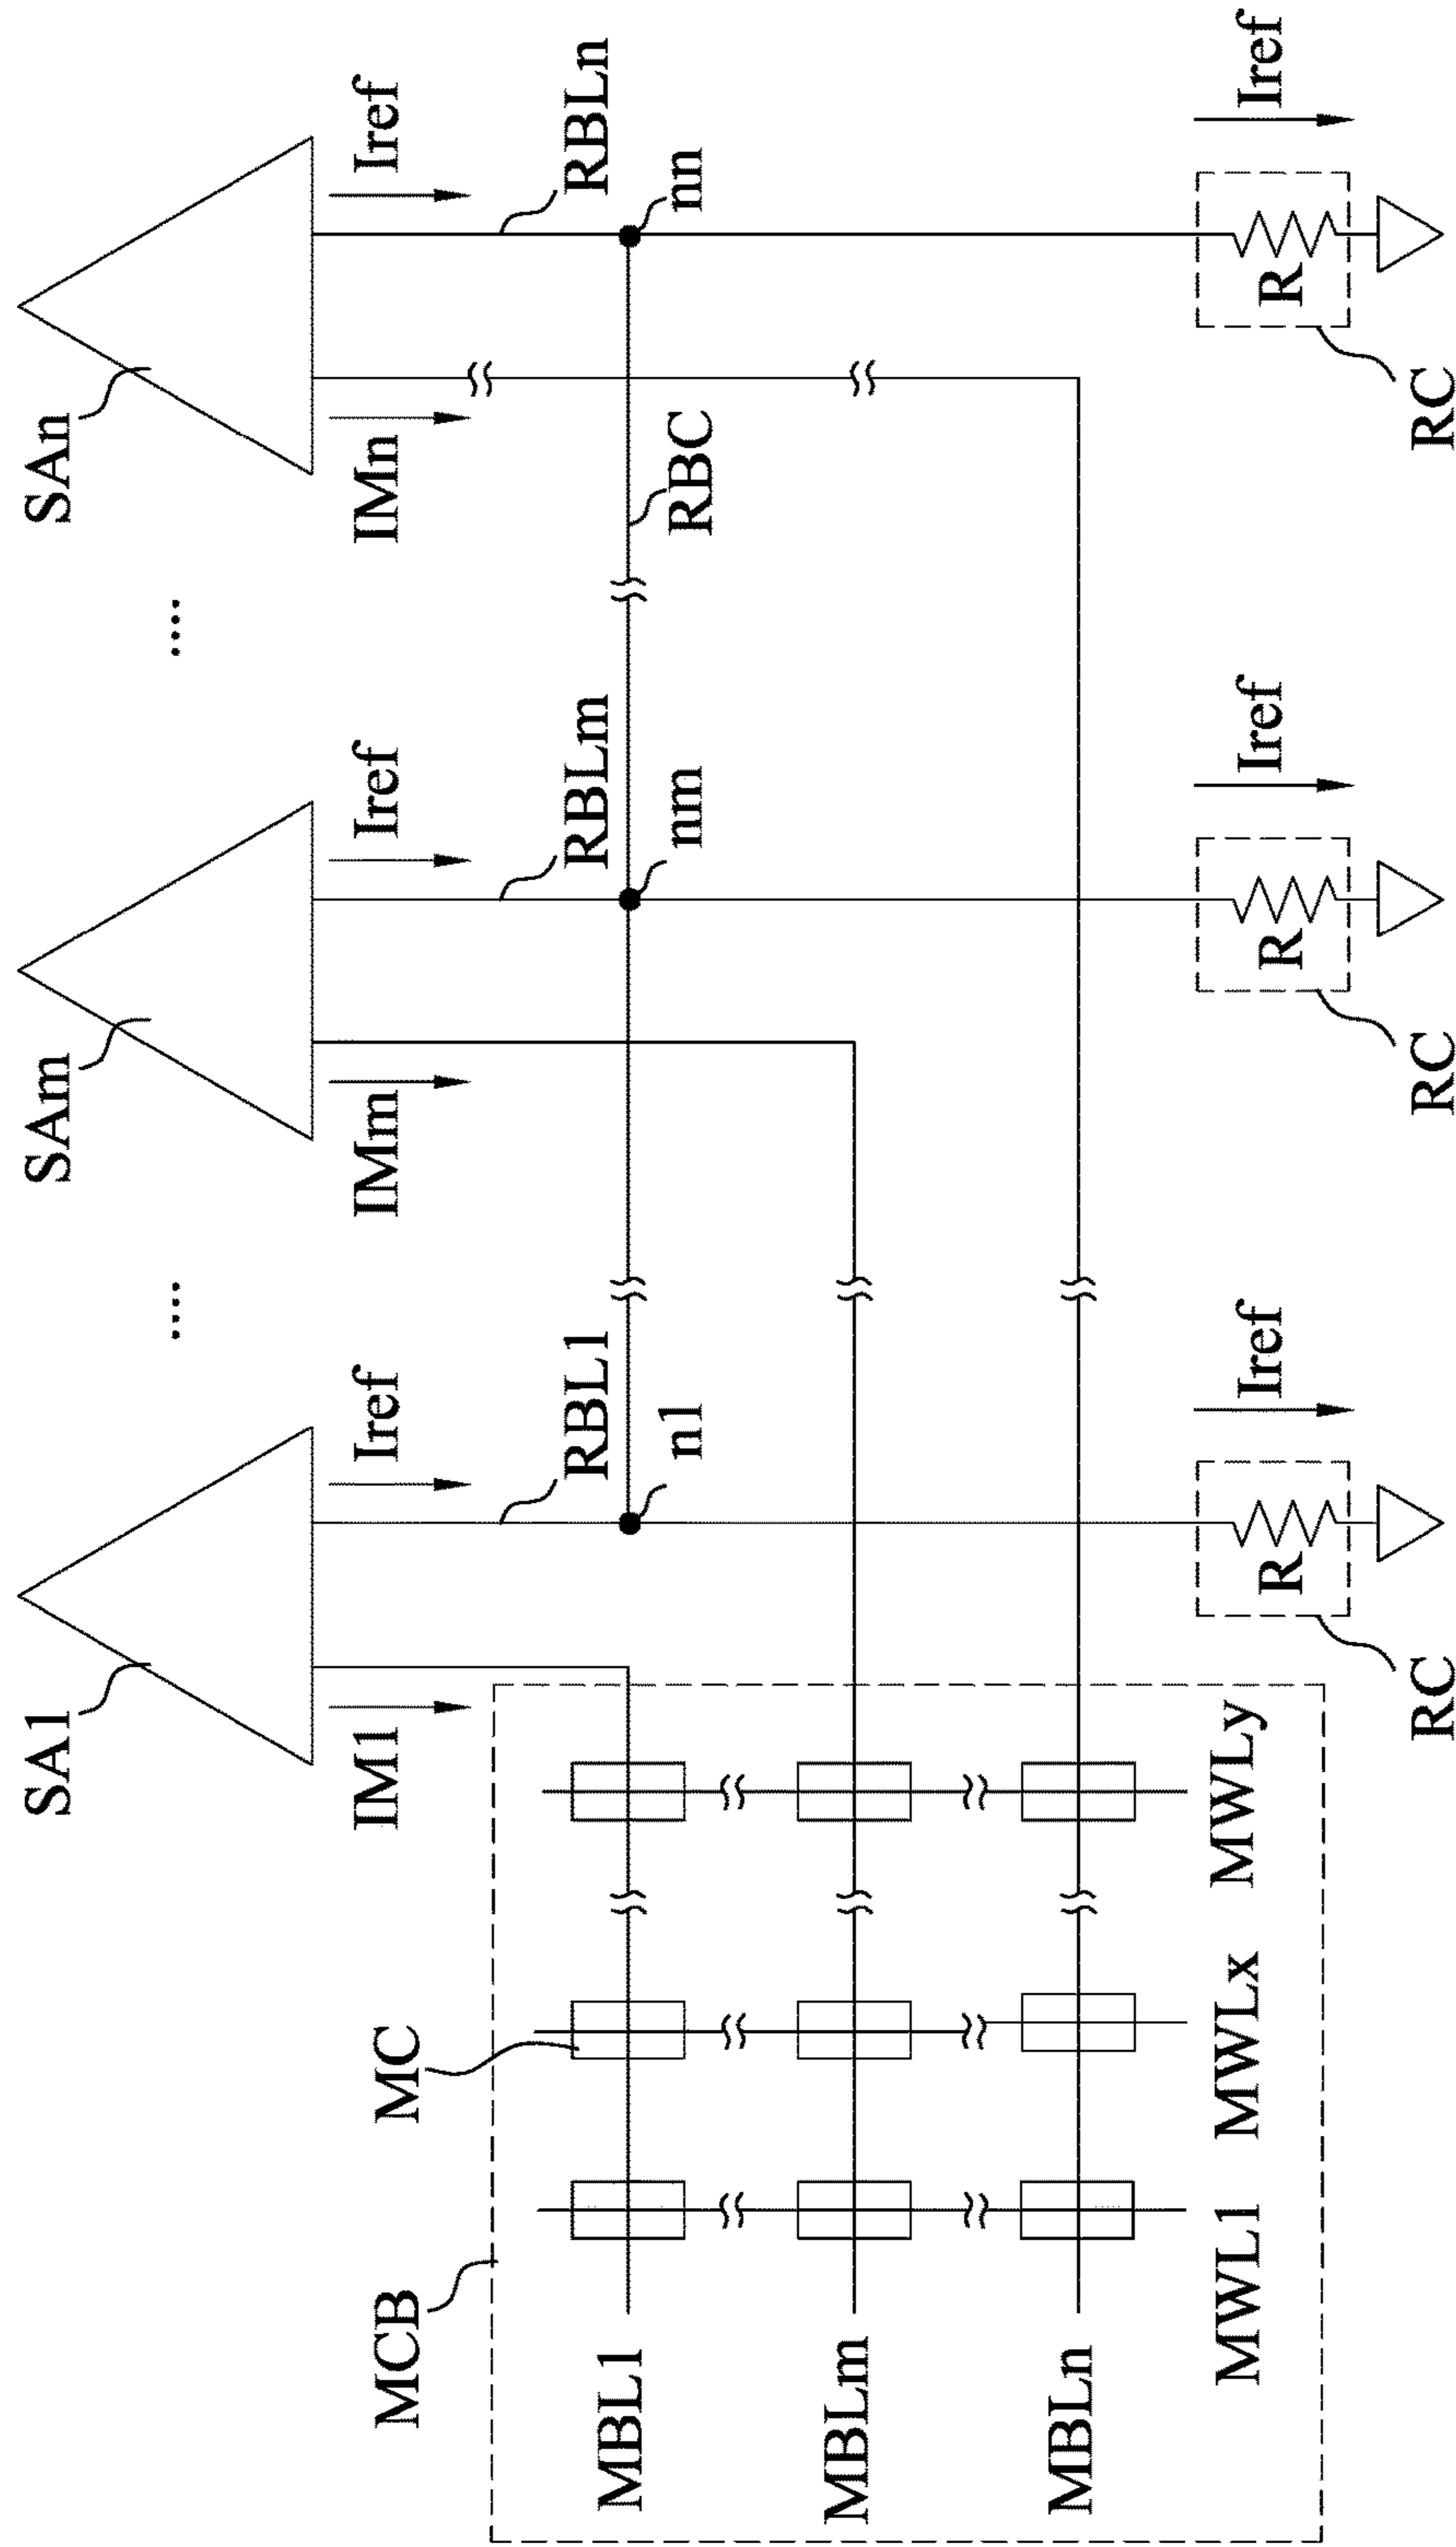 SA1
SAm
SAn
....
....
MCB
MC
IM1
Iref
IMm
Iref
IMn
Iref
RBL1
RBLm
RBLn
MBL1
n1
nm
RBC
nn
MBLm
MBLn
MWL1
MWLx
MWLy
R
Iref
R
Iref
R
Iref
RC
RC
RC